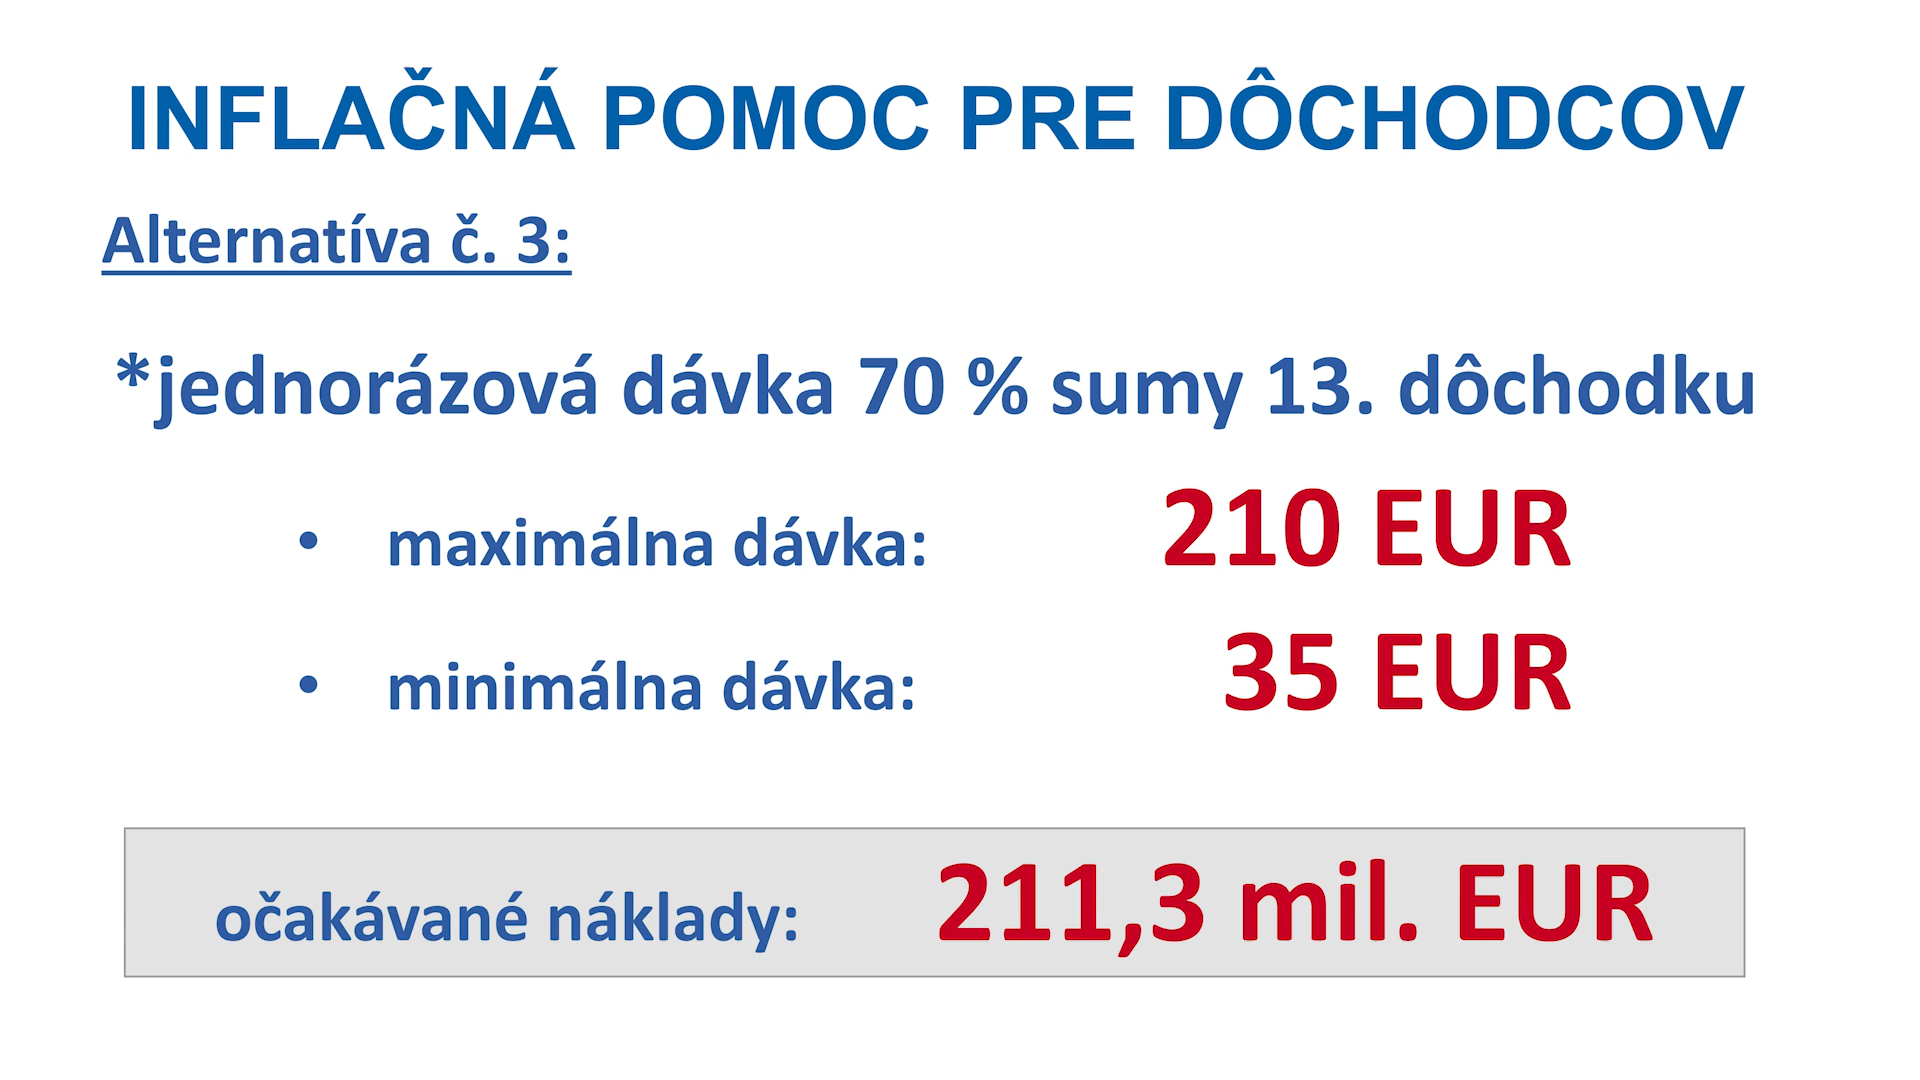 INFLAČNÁ POMOC PRE DÔCHODCOV
Alternatíva č. 3:
*jednorázová dávka 70 % sumy 13. dôchodku
• maximálna dávka: 210 EUR
• minimálna dávka: 35 EUR
očakávané náklady: 211,3 mil. EUR